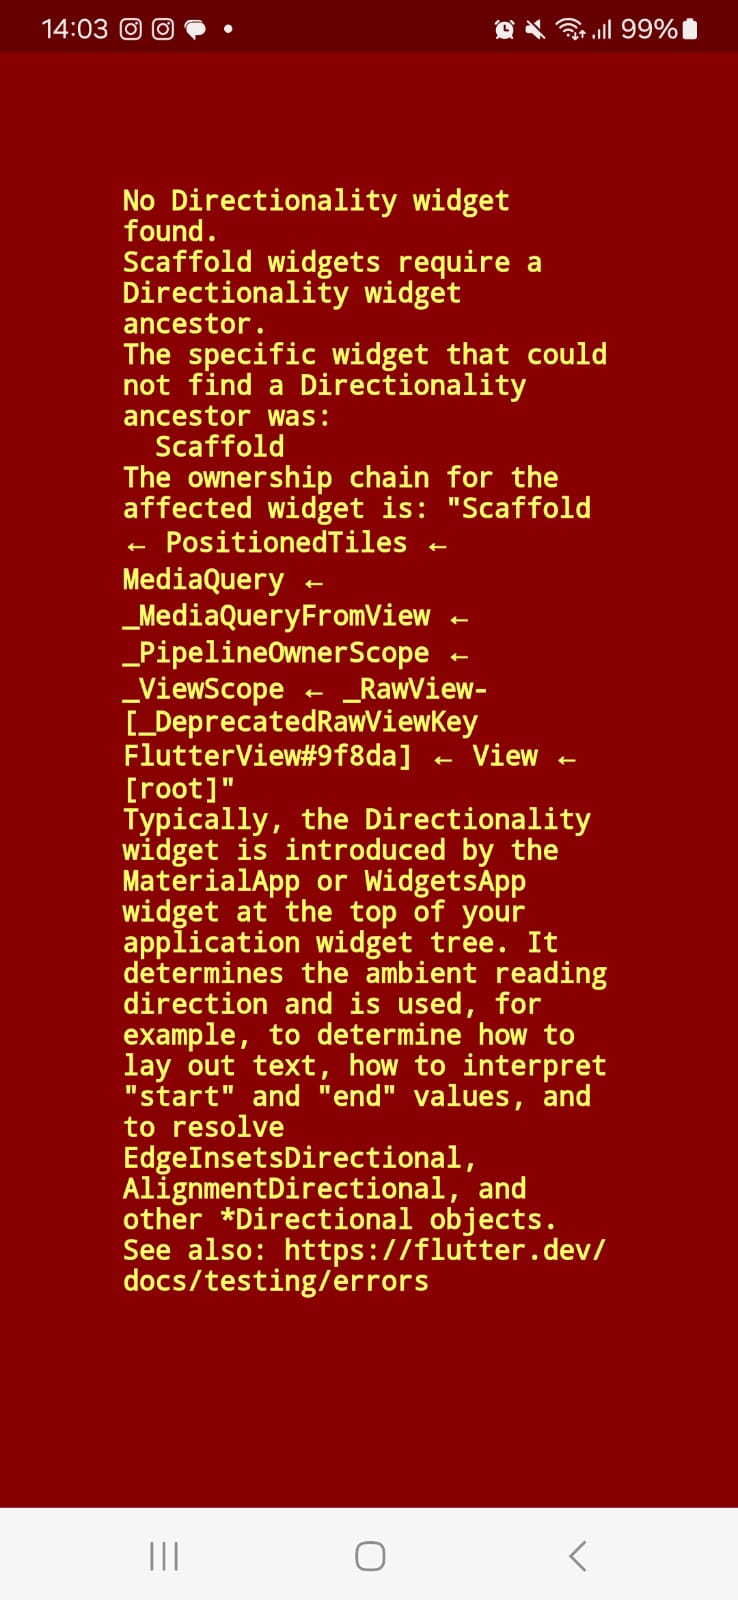 14:03
99%
No Directionality widget
found.
Scaffold widgets require a
Directionality widget
ancestor.
The specific widget that could
not find a Directionality
ancestor was:
  Scaffold
The ownership chain for the
affected widget is: "Scaffold
← PositionedTiles ←
MediaQuery ←
_MediaQueryFromView ←
_PipelineOwnerScope ←
_ViewScope ← _RawView-
[_DeprecatedRawViewKey
FlutterView#9f8da] ← View ←
[root]"
Typically, the Directionality
widget is introduced by the
MaterialApp or WidgetsApp
widget at the top of your
application widget tree. It
determines the ambient reading
direction and is used, for
example, to determine how to
lay out text, how to interpret
"start" and "end" values, and
to resolve
EdgeInsetsDirectional,
AlignmentDirectional, and
other *Directional objects.
See also: https://flutter.dev/
docs/testing/errors